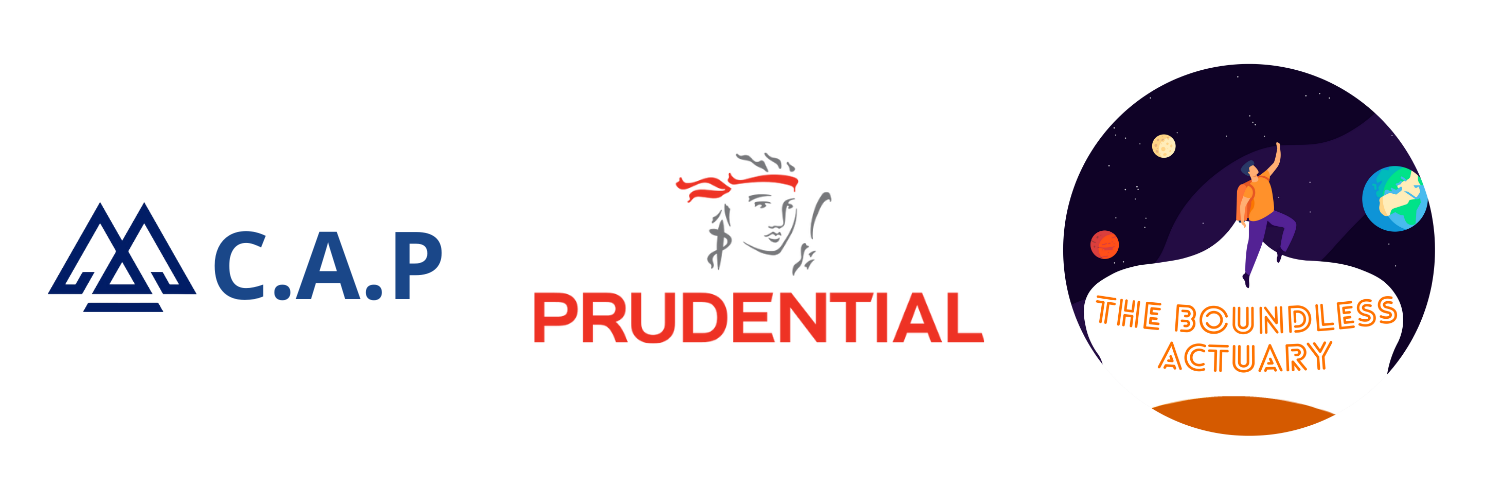 C.A.P
PRUDENTIAL
THE BOUNDLESS
ACTUARY